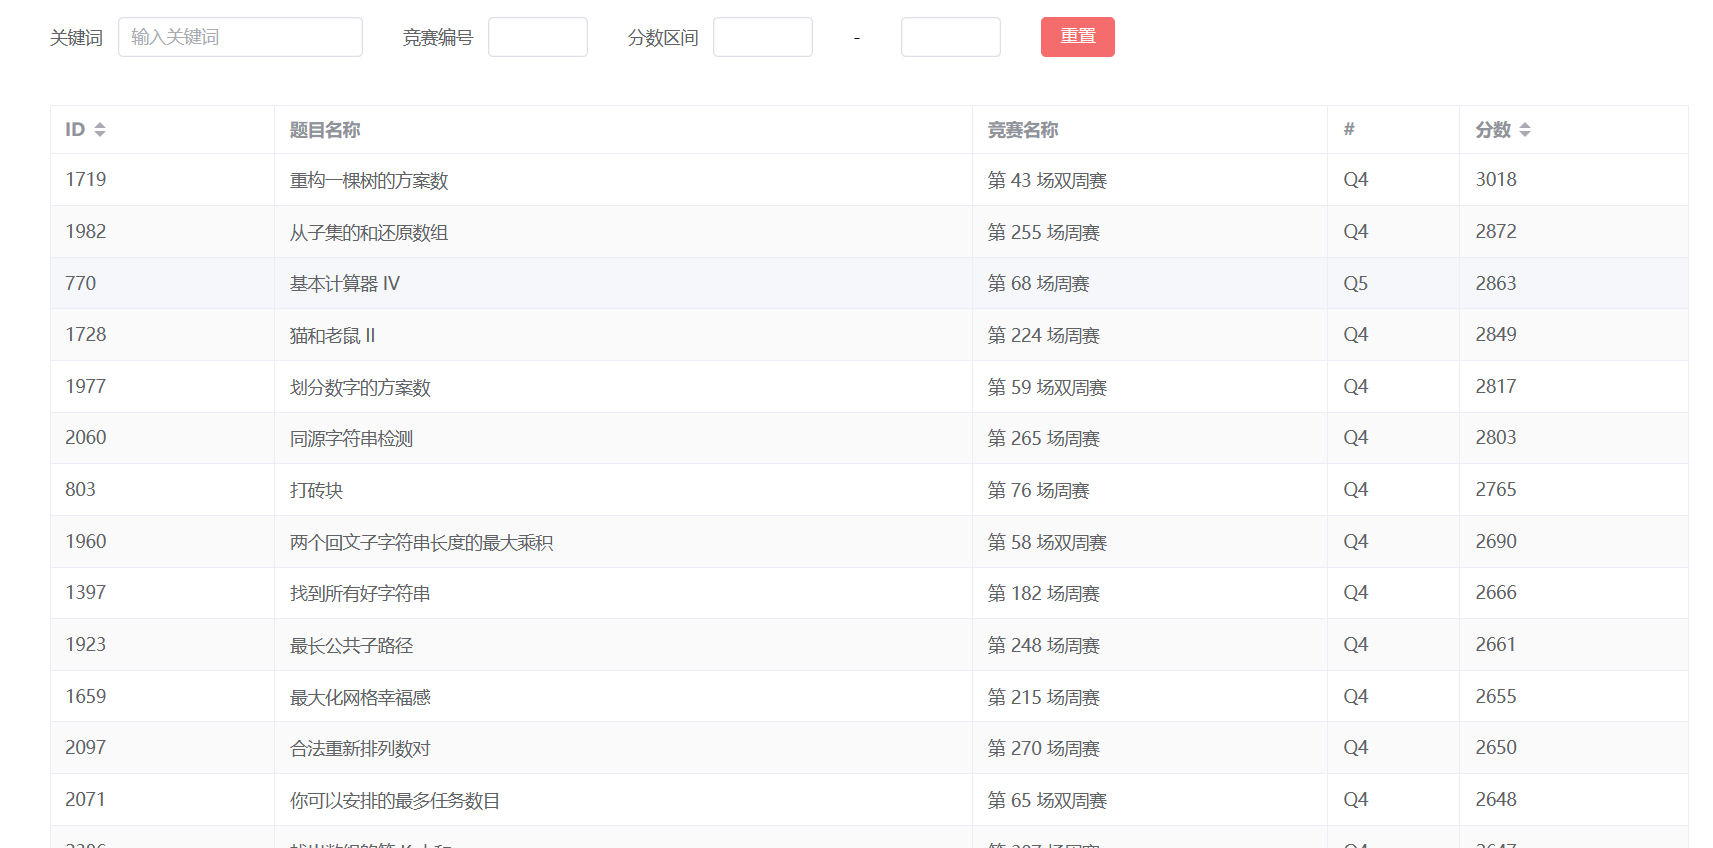 关键词 输入关键词 竞赛编号 分数区间 - 重置
ID 题目名称 竞赛名称 # 分数
1719 重构一棵树的方案数 第 43 场双周赛 Q4 3018
1982 从子集的和还原数组 第 255 场周赛 Q4 2872
770 基本计算器 IV 第 68 场周赛 Q5 2863
1728 猫和老鼠 II 第 224 场周赛 Q4 2849
1977 划分数字的方案数 第 59 场双周赛 Q4 2817
2060 同源字符串检测 第 265 场周赛 Q4 2803
803 打砖块 第 76 场周赛 Q4 2765
1960 两个回文子字符串长度的最大乘积 第 58 场双周赛 Q4 2690
1397 找到所有好字符串 第 182 场周赛 Q4 2666
1923 最长公共子路径 第 248 场周赛 Q4 2661
1659 最大化网格幸福感 第 215 场周赛 Q4 2655
2097 合法重新排列数对 第 270 场周赛 Q4 2650
2071 你可以安排的最多任务数目 第 65 场双周赛 Q4 2648